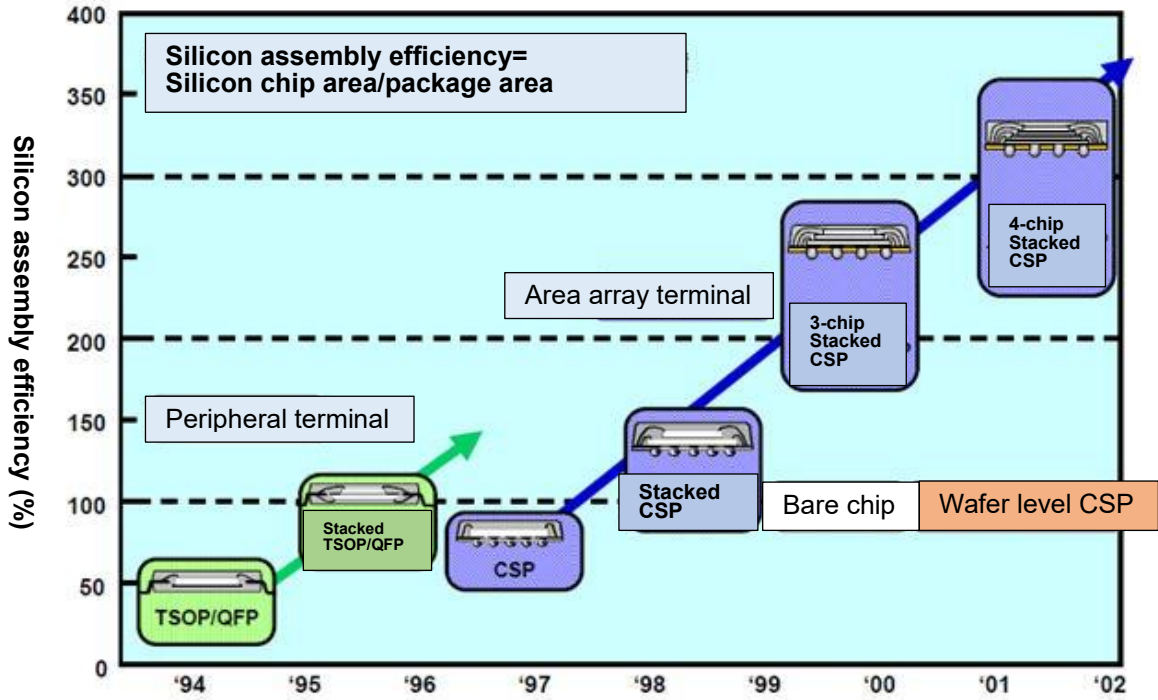 Silicon assembly efficiency=
Silicon chip area/package area
Silicon assembly efficiency (%)
400
350
300
250
200
150
100
50
0
4-chip
Stacked
CSP
Area array terminal
3-chip
Stacked
CSP
Peripheral terminal
Stacked
CSP
Bare chip
Wafer level CSP
Stacked
TSOP/QFP
CSP
TSOP/QFP
‘94
‘95
‘96
‘97
‘98
‘99
‘00
‘01
‘02